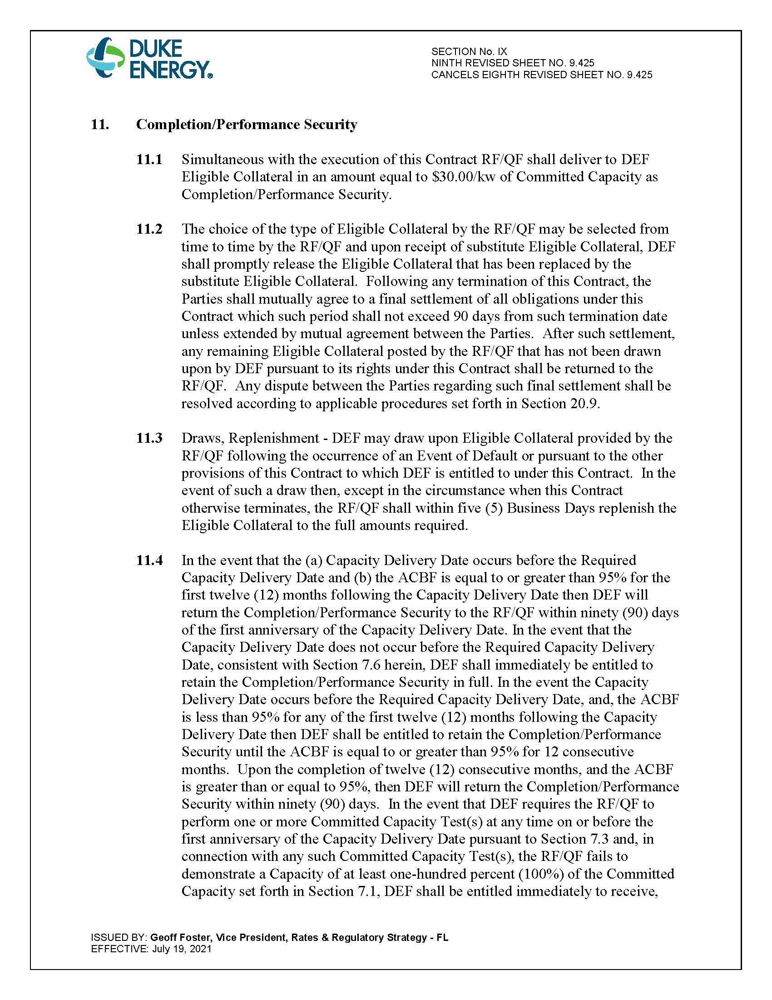 DUKE
ENERGY®
SECTION No. IX
NINTH REVISED SHEET NO. 9.425
CANCELS EIGHTH REVISED SHEET NO. 9.425
11. Completion/Performance Security
11.1 Simultaneous with the execution of this Contract RF/QF shall deliver to DEF
Eligible Collateral in an amount equal to $30.00/kw of Committed Capacity as
Completion/Performance Security.
11.2 The choice of the type of Eligible Collateral by the RF/QF may be selected from
time to time by the RF/QF and upon receipt of substitute Eligible Collateral, DEF
shall promptly release the Eligible Collateral that has been replaced by the
substitute Eligible Collateral.  Following any termination of this Contract, the
Parties shall mutually agree to a final settlement of all obligations under this
Contract which such period shall not exceed 90 days from such termination date
unless extended by mutual agreement between the Parties.  After such settlement,
any remaining Eligible Collateral posted by the RF/QF that has not been drawn
upon by DEF pursuant to its rights under this Contract shall be returned to the
RF/QF.  Any dispute between the Parties regarding such final settlement shall be
resolved according to applicable procedures set forth in Section 20.9.
11.3 Draws, Replenishment - DEF may draw upon Eligible Collateral provided by the
RF/QF following the occurrence of an Event of Default or pursuant to the other
provisions of this Contract to which DEF is entitled to under this Contract.  In the
event of such a draw then, except in the circumstance when this Contract
otherwise terminates, the RF/QF shall within five (5) Business Days replenish the
Eligible Collateral to the full amounts required.
11.4 In the event that the (a) Capacity Delivery Date occurs before the Required
Capacity Delivery Date and (b) the ACBF is equal to or greater than 95% for the
first twelve (12) months following the Capacity Delivery Date then DEF will
return the Completion/Performance Security to the RF/QF within ninety (90) days
of the first anniversary of the Capacity Delivery Date. In the event that the
Capacity Delivery Date does not occur before the Required Capacity Delivery
Date, consistent with Section 7.6 herein, DEF shall immediately be entitled to
retain the Completion/Performance Security in full. In the event the Capacity
Delivery Date occurs before the Required Capacity Delivery Date, and, the ACBF
is less than 95% for any of the first twelve (12) months following the Capacity
Delivery Date then DEF shall be entitled to retain the Completion/Performance
Security until the ACBF is equal to or greater than 95% for 12 consecutive
months.  Upon the completion of twelve (12) consecutive months, and the ACBF
is greater than or equal to 95%, then DEF will return the Completion/Performance
Security within ninety (90) days.  In the event that DEF requires the RF/QF to
perform one or more Committed Capacity Test(s) at any time on or before the
first anniversary of the Capacity Delivery Date pursuant to Section 7.3 and, in
connection with any such Committed Capacity Test(s), the RF/QF fails to
demonstrate a Capacity of at least one-hundred percent (100%) of the Committed
Capacity set forth in Section 7.1, DEF shall be entitled immediately to receive,
ISSUED BY: Geoff Foster, Vice President, Rates & Regulatory Strategy - FL
EFFECTIVE: July 19, 2021